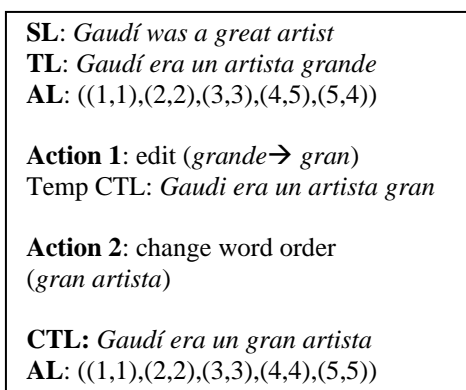 SL: Gaudí was a great artist
TL: Gaudí era un artista grande
AL: ((1,1),(2,2),(3,3),(4,5),(5,4))
Action 1: edit (grande→ gran)
Temp CTL: Gaudi era un artista gran
Action 2: change word order
(gran artista)
CTL: Gaudí era un gran artista
AL: ((1,1),(2,2),(3,3),(4,4),(5,5))